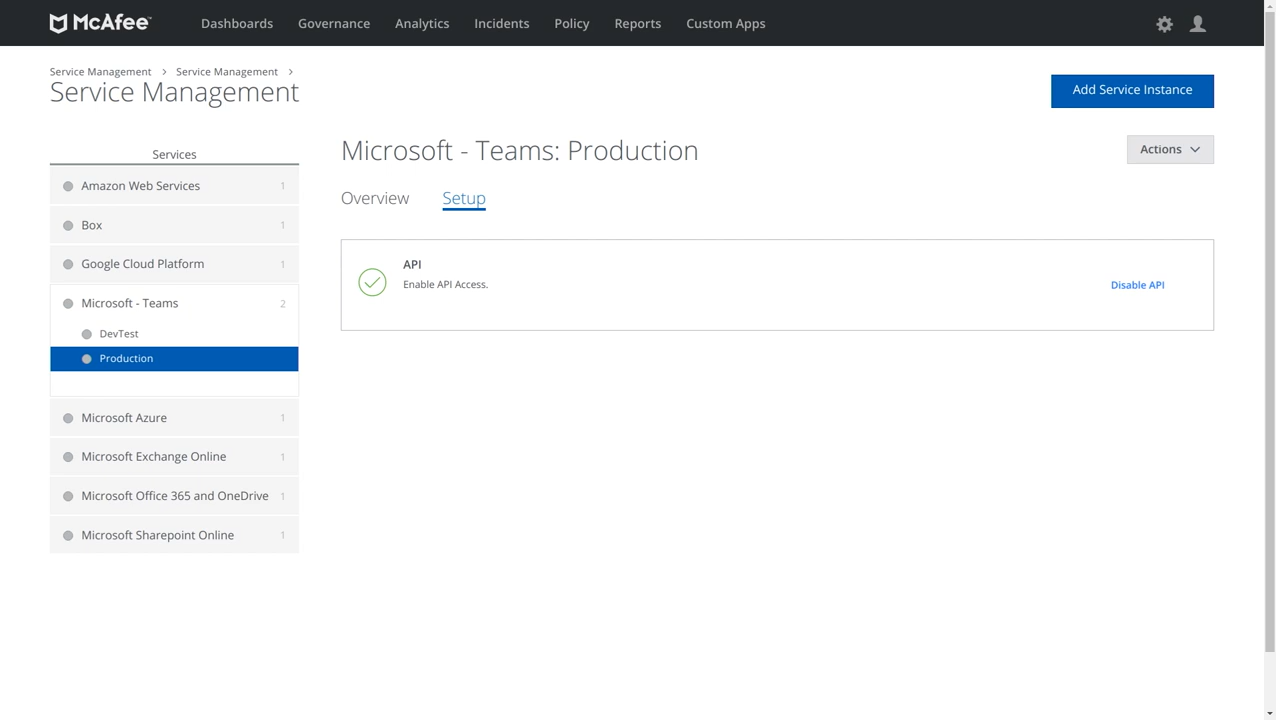 McAfee™ Dashboards Governance Analytics Incidents Policy Reports Custom Apps
Service Management > Service Management >
Service Management
Add Service Instance
Services
Amazon Web Services 1
Box 1
Google Cloud Platform 1
Microsoft - Teams 2
DevTest
Production
Microsoft Azure 1
Microsoft Exchange Online 1
Microsoft Office 365 and OneDrive 1
Microsoft Sharepoint Online 1
Microsoft - Teams: Production
Actions
Overview Setup
API
Enable API Access.
Disable API